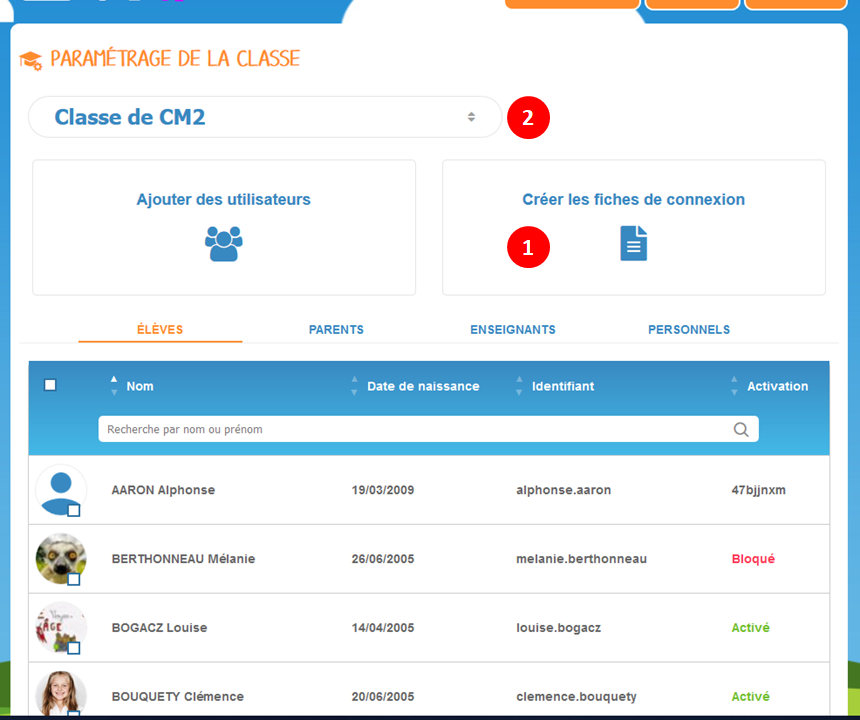 PARAMÉTRAGE DE LA CLASSE
Classe de CM2 2
Ajouter des utilisateurs
Créer les fiches de connexion
1
ÉLÈVES PARENTS ENSEIGNANTS PERSONNELS
Nom Date de naissance Identifiant Activation
Recherche par nom ou prénom
AARON Alphonse 19/03/2009 alphonse.aaron 47bjjnxm
BERTHONNEAU Mélanie 26/06/2005 melanie.berthonneau Bloqué
BOGACZ Louise 14/04/2005 louise.bogacz Activé
BOUQUETY Clémence 20/06/2005 clemence.bouquety Activé